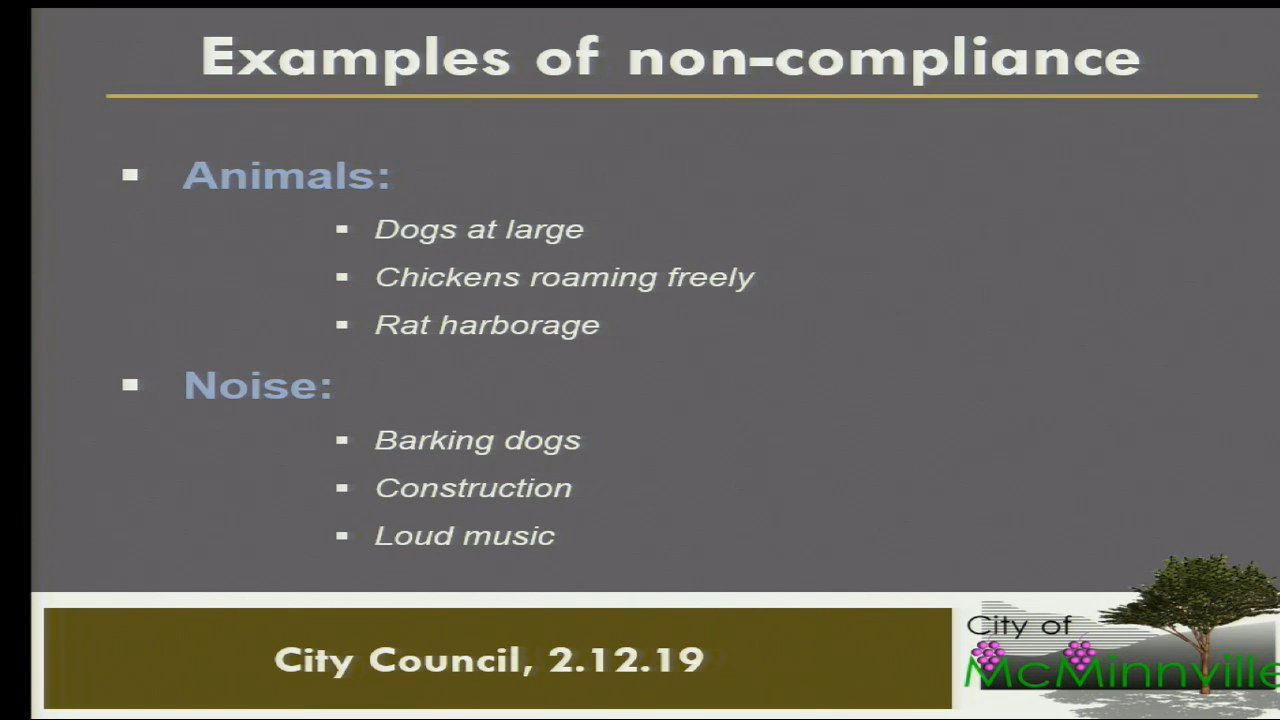 Examples of non-compliance
Animals:
Dogs at large
Chickens roaming freely
Rat harborage
Noise:
Barking dogs
Construction
Loud music
City Council, 2.12.19
City of
McMinnville